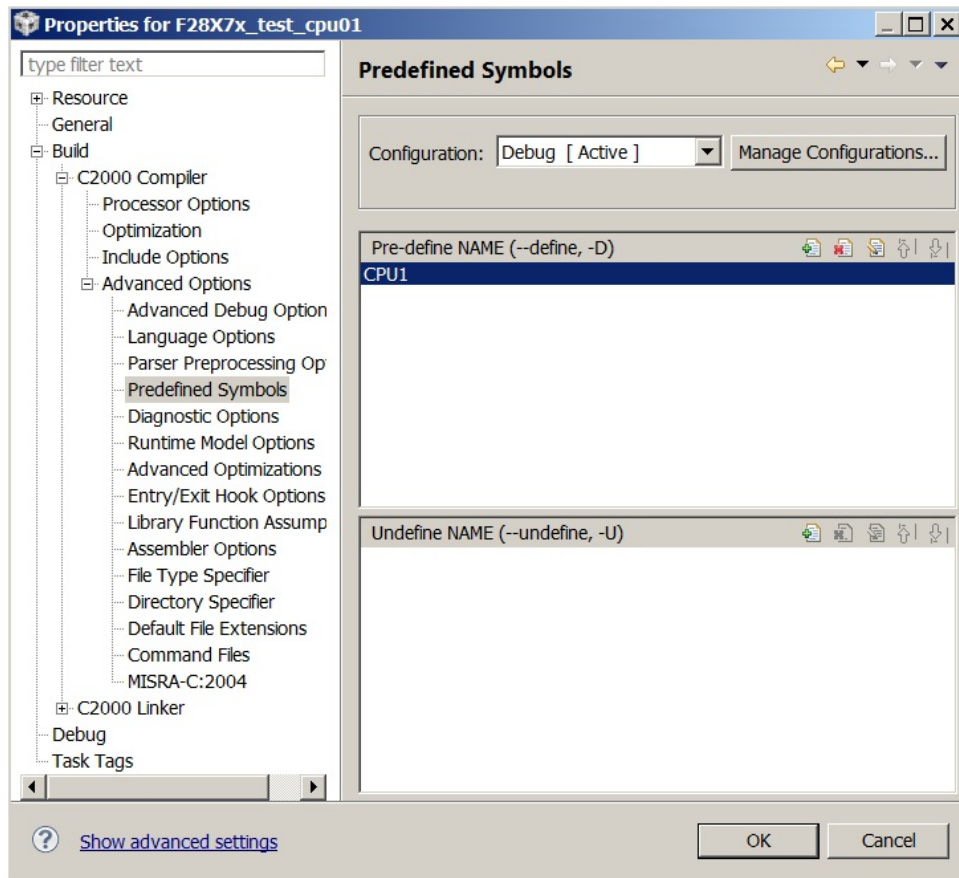 Properties for F28X7x_test_cpu01
type filter text
Resource
General
Build
C2000 Compiler
Processor Options
Optimization
Include Options
Advanced Options
Advanced Debug Option
Language Options
Parser Preprocessing Op
Predefined Symbols
Diagnostic Options
Runtime Model Options
Advanced Optimizations
Entry/Exit Hook Options
Library Function Assump
Assembler Options
File Type Specifier
Directory Specifier
Default File Extensions
Command Files
MISRA-C:2004
C2000 Linker
Debug
Task Tags
Predefined Symbols
Configuration: Debug [ Active ] Manage Configurations...
Pre-define NAME (--define, -D)
CPU1
Undefine NAME (--undefine, -U)
Show advanced settings
OK Cancel